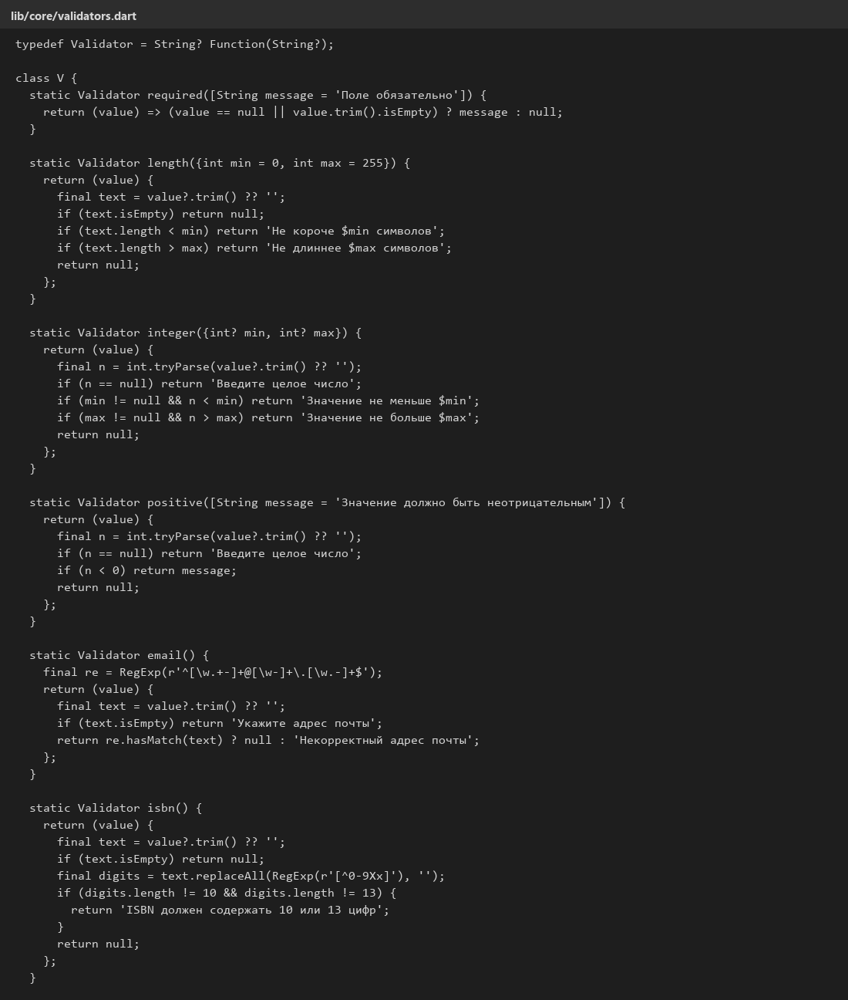 lib/core/validators.dart
typedef Validator = String? Function(String?);
class V {
  static Validator required([String message = 'Поле обязательно']) {
    return (value) => (value == null || value.trim().isEmpty) ? message : null;
  }
  static Validator length({int min = 0, int max = 255}) {
    return (value) {
      final text = value?.trim() ?? '';
      if (text.isEmpty) return null;
      if (text.length < min) return 'Не короче $min символов';
      if (text.length > max) return 'Не длиннее $max символов';
      return null;
    };
  }
  static Validator integer({int? min, int? max}) {
    return (value) {
      final n = int.tryParse(value?.trim() ?? '');
      if (n == null) return 'Введите целое число';
      if (min != null && n < min) return 'Значение не меньше $min';
      if (max != null && n > max) return 'Значение не больше $max';
      return null;
    };
  }
  static Validator positive([String message = 'Значение должно быть неотрицательным']) {
    return (value) {
      final n = int.tryParse(value?.trim() ?? '');
      if (n == null) return 'Введите целое число';
      if (n < 0) return message;
      return null;
    };
  }
  static Validator email() {
    final re = RegExp(r'^[\w.+-]+@[\w-]+\.[\w.-]+$');
    return (value) {
      final text = value?.trim() ?? '';
      if (text.isEmpty) return 'Укажите адрес почты';
      return re.hasMatch(text) ? null : 'Некорректный адрес почты';
    };
  }
  static Validator isbn() {
    return (value) {
      final text = value?.trim() ?? '';
      if (text.isEmpty) return null;
      final digits = text.replaceAll(RegExp(r'[^0-9Xx]'), '');
      if (digits.length != 10 && digits.length != 13) {
        return 'ISBN должен содержать 10 или 13 цифр';
      }
      return null;
    };
  }